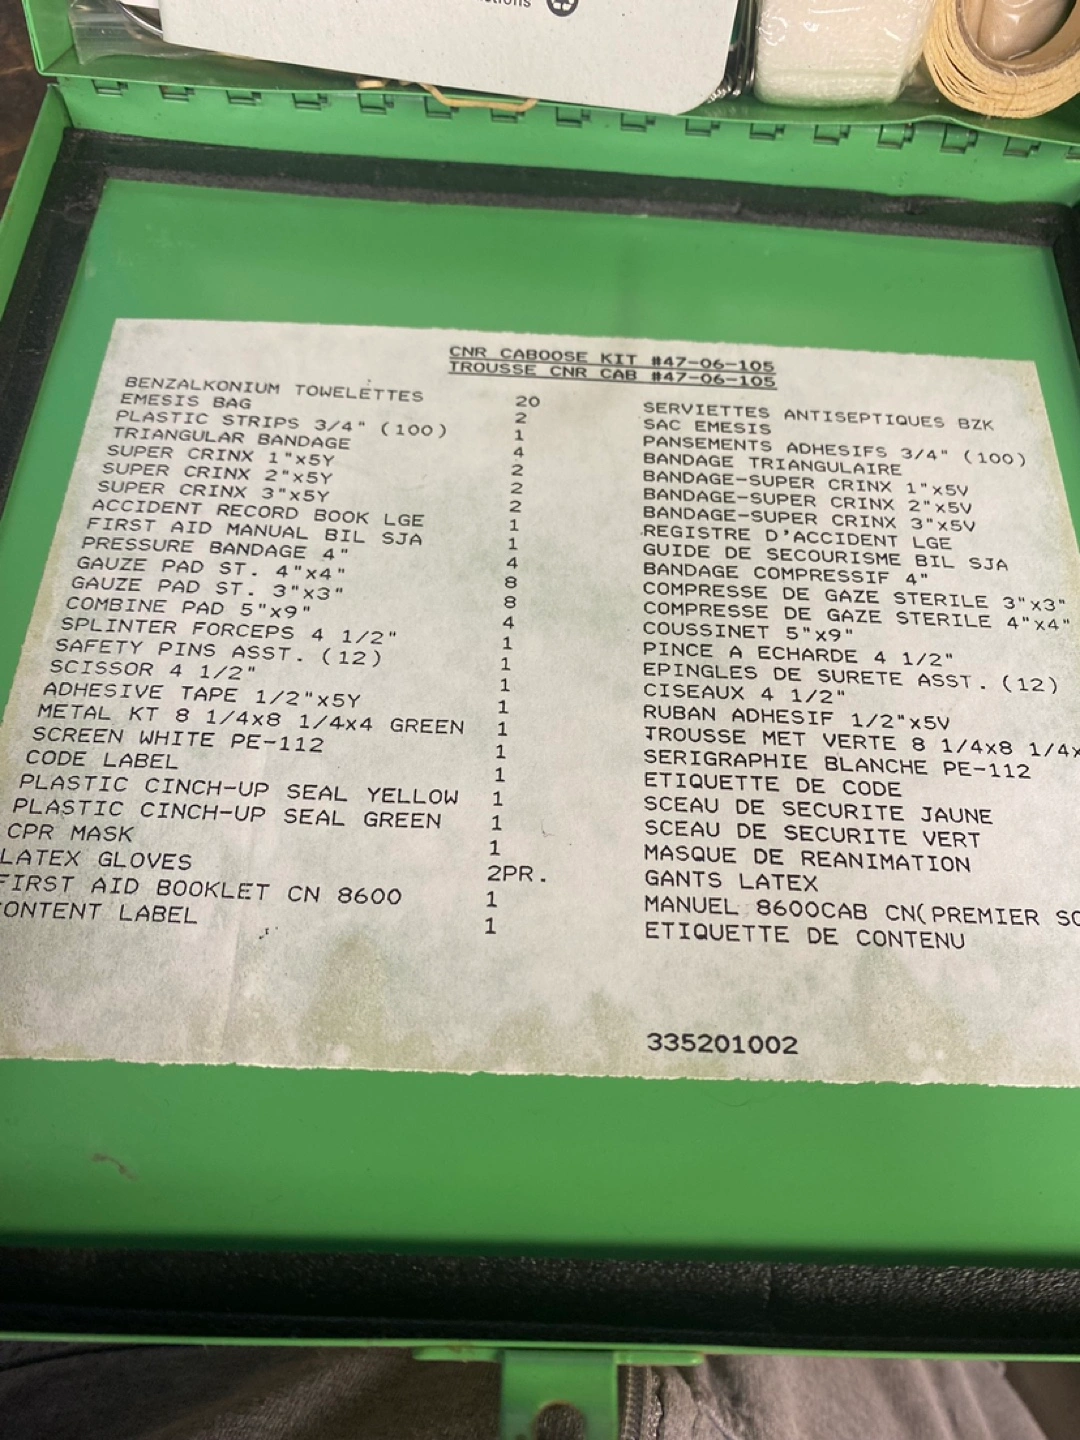 CNR CABOOSE KIT #47-06-105
TROUSSE CNR CAB #47-06-105
BENZALKONIUM TOWELETTES 20 SERVIETTES ANTISEPTIQUES BZK
EMESIS BAG 2 SAC EMESIS
PLASTIC STRIPS 3/4" (100) 1 PANSEMENTS ADHESIFS 3/4" (100)
TRIANGULAR BANDAGE 4 BANDAGE TRIANGULAIRE
SUPER CRINX 1"x5Y 2 BANDAGE-SUPER CRINX 1"x5V
SUPER CRINX 2"x5Y 2 BANDAGE-SUPER CRINX 2"x5V
SUPER CRINX 3"x5Y 2 BANDAGE-SUPER CRINX 3"x5V
ACCIDENT RECORD BOOK LGE 1 REGISTRE D'ACCIDENT LGE
FIRST AID MANUAL BIL SJA 1 GUIDE DE SECOURISME BIL SJA
PRESSURE BANDAGE 4" 4 BANDAGE COMPRESSIF 4"
GAUZE PAD ST. 4"x4" 8 COMPRESSE DE GAZE STERILE 3"x3"
GAUZE PAD ST. 3"x3" 8 COMPRESSE DE GAZE STERILE 4"x4"
COMBINE PAD 5"x9" 4 COUSSINET 5"x9"
SPLINTER FORCEPS 4 1/2" 1 PINCE A ECHARDE 4 1/2"
SAFETY PINS ASST. (12) 1 EPINGLES DE SURETE ASST. (12)
SCISSOR 4 1/2" 1 CISEAUX 4 1/2"
ADHESIVE TAPE 1/2"x5Y 1 RUBAN ADHESIF 1/2"x5V
METAL KT 8 1/4x8 1/4x4 GREEN 1 TROUSSE MET VERTE 8 1/4x8 1/4x
SCREEN WHITE PE-112 1 SERIGRAPHIE BLANCHE PE-112
CODE LABEL 1 ETIQUETTE DE CODE
PLASTIC CINCH-UP SEAL YELLOW 1 SCEAU DE SECURITE JAUNE
PLASTIC CINCH-UP SEAL GREEN 1 SCEAU DE SECURITE VERT
CPR MASK 1 MASQUE DE REANIMATION
LATEX GLOVES 2PR. GANTS LATEX
FIRST AID BOOKLET CN 8600 1 MANUEL 8600CAB CN(PREMIER
ONTENT LABEL 1 ETIQUETTE DE CONTENU
335201002